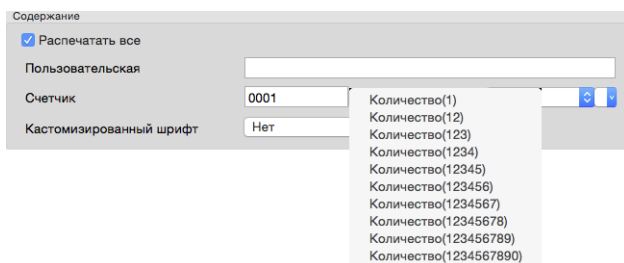 Содержание
Распечатать все
Пользовательская
Счетчик 0001
Кастомизированный шрифт Нет
Количество(1)
Количество(12)
Количество(123)
Количество(1234)
Количество(12345)
Количество(123456)
Количество(1234567)
Количество(12345678)
Количество(123456789)
Количество(1234567890)